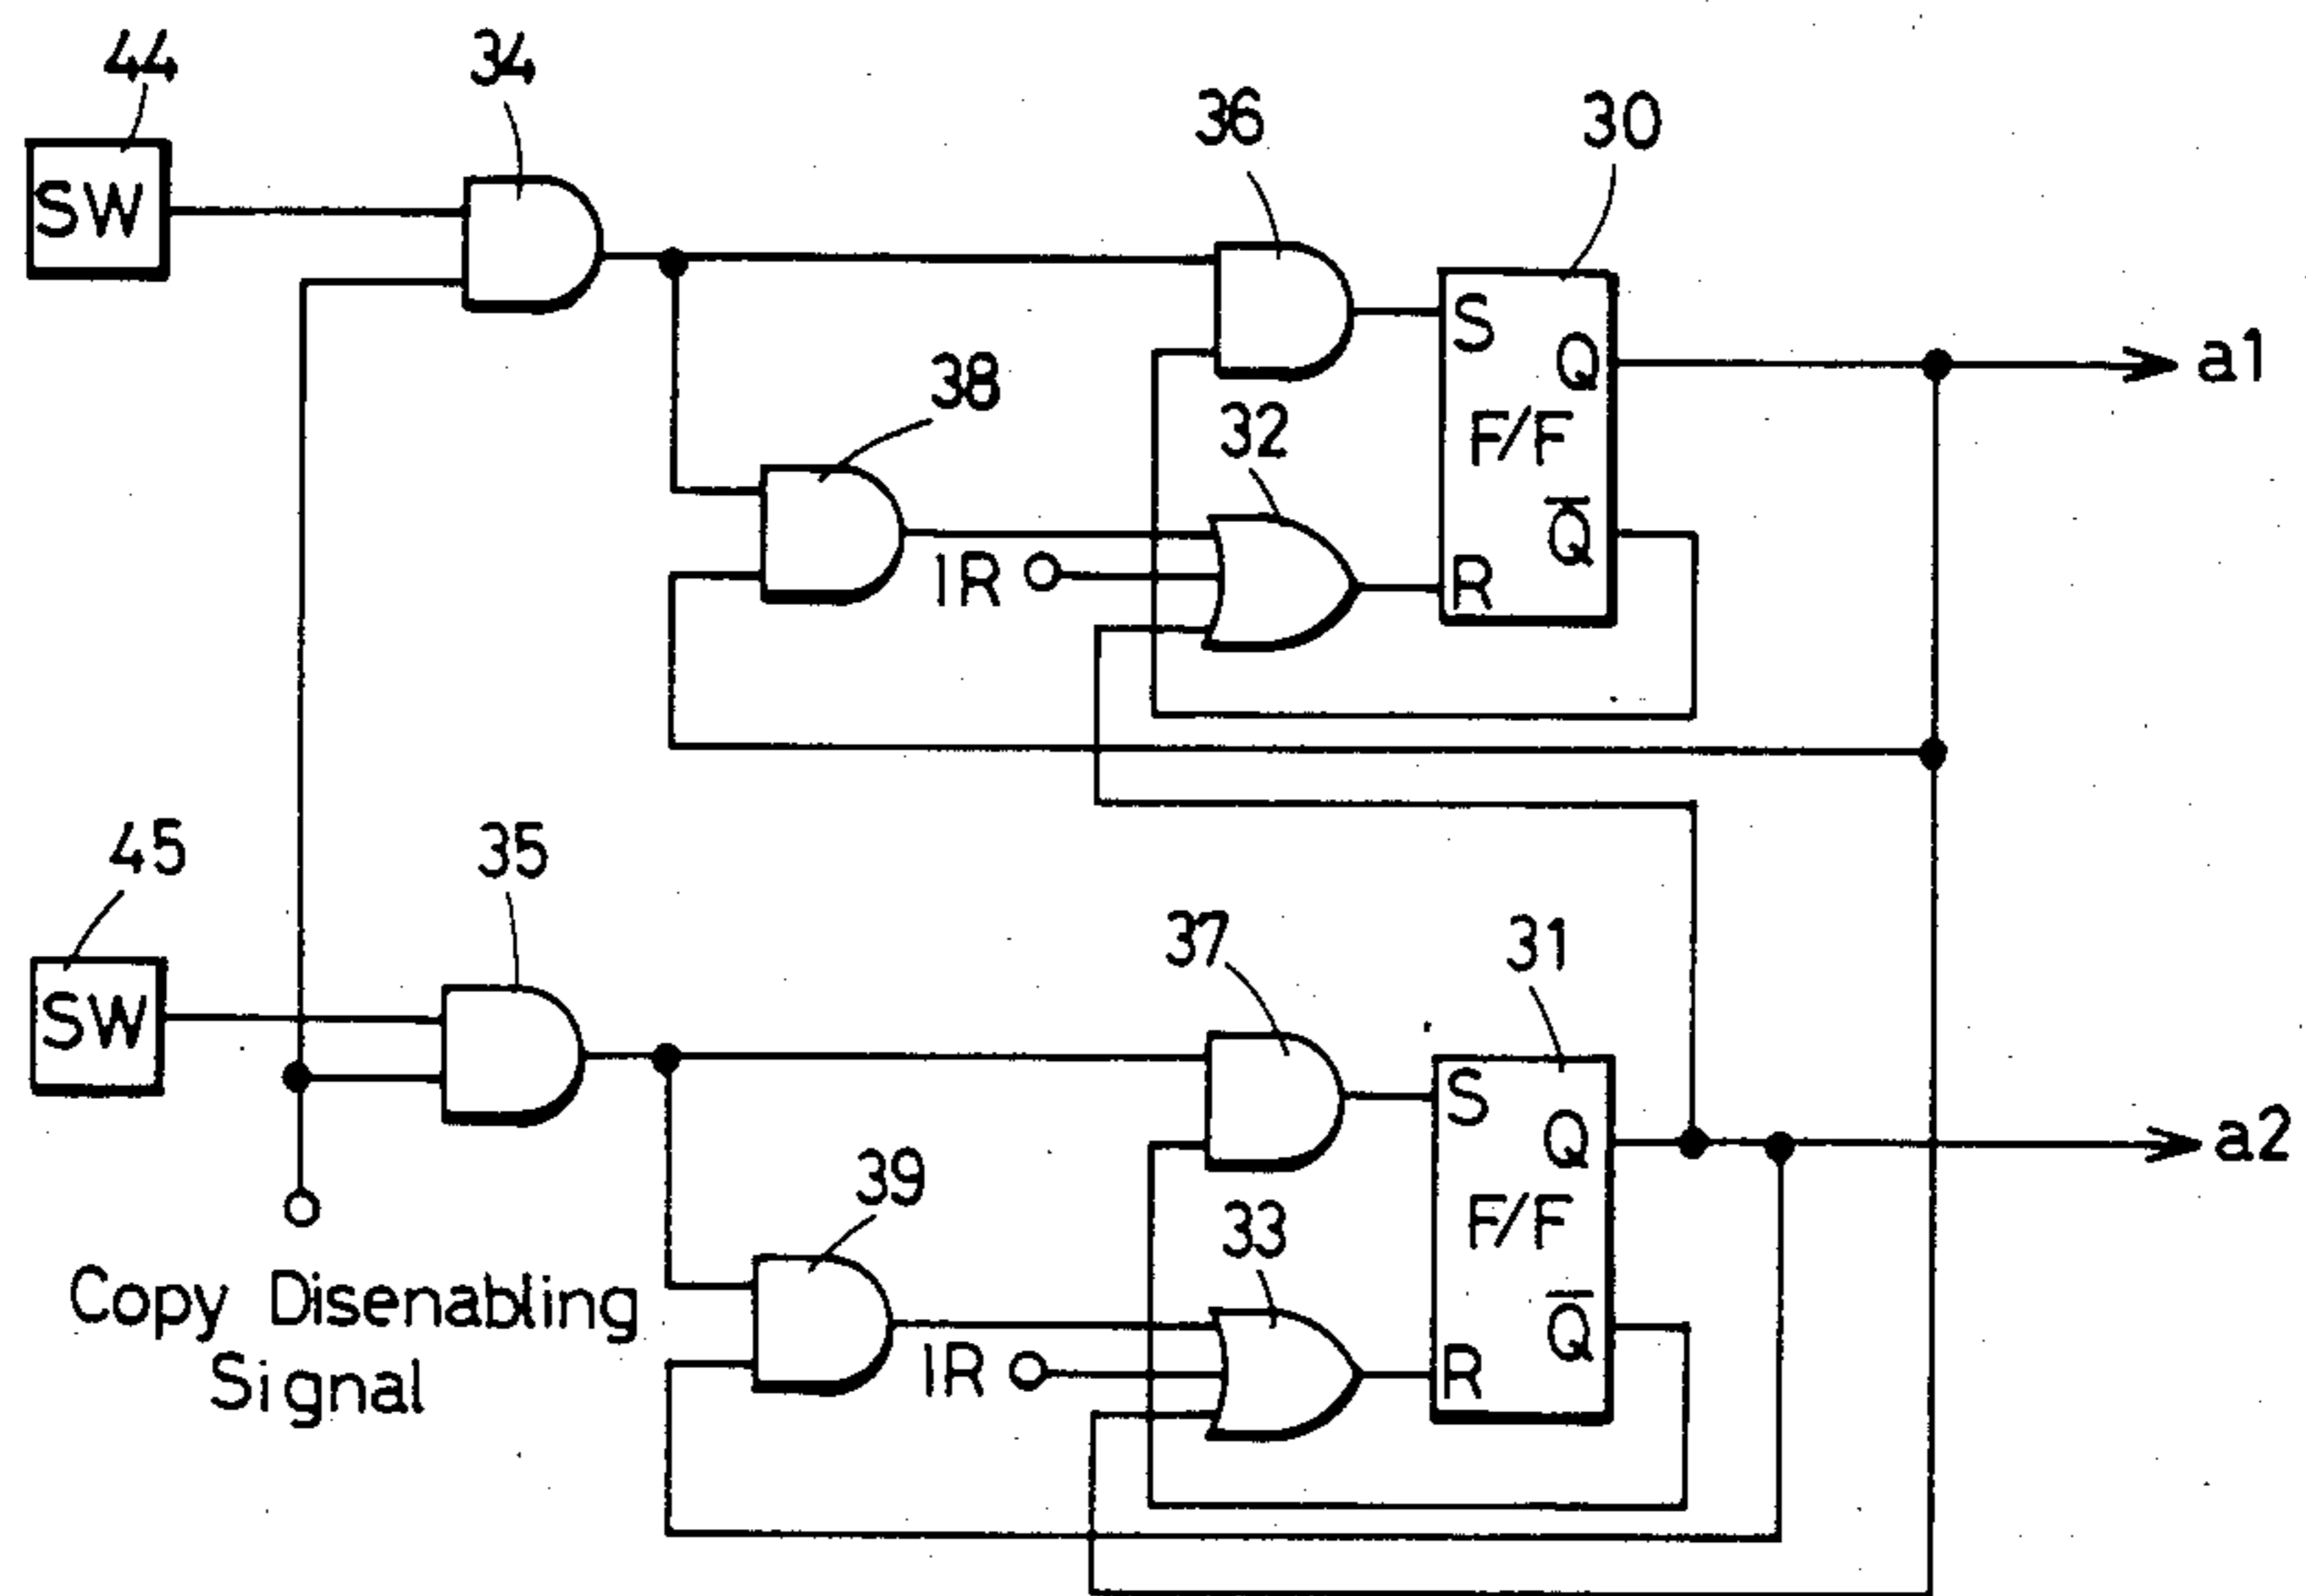 44
34
36
30
SW
S
Q
a1
38
32
F/F
Q̅
IR
R
45
35
37
31
SW
S
Q
a2
39
33
F/F
Copy Disenabling
Signal
Q̅
IR
R